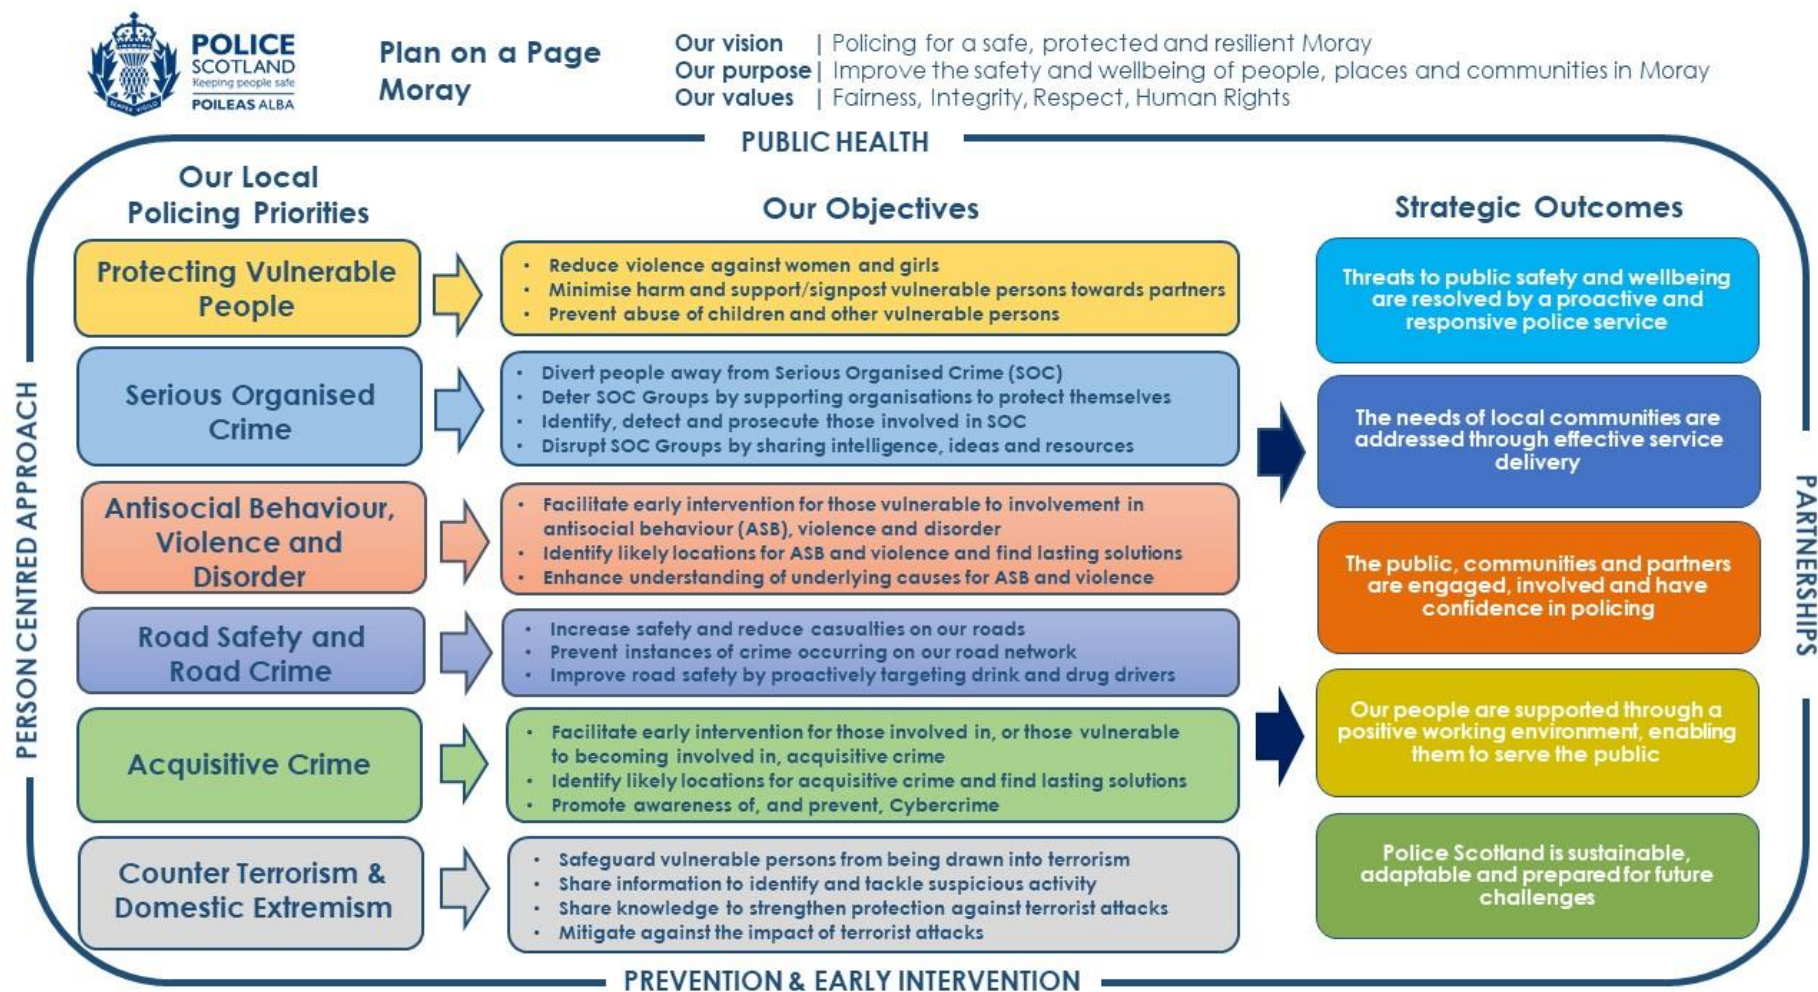 POLICE
SCOTLAND
Keeping people safe
POILEAS ALBA
SEMPER VIGILO
Plan on a Page
Moray
Our vision | Policing for a safe, protected and resilient Moray
Our purpose | Improve the safety and wellbeing of people, places and communities in Moray
Our values | Fairness, Integrity, Respect, Human Rights
PUBLIC HEALTH
PERSON CENTRED APPROACH
Our Local
Policing Priorities
Our Objectives
Strategic Outcomes
Protecting Vulnerable
People
• Reduce violence against women and girls
• Minimise harm and support/signpost vulnerable persons towards partners
• Prevent abuse of children and other vulnerable persons
Serious Organised
Crime
• Divert people away from Serious Organised Crime (SOC)
• Deter SOC Groups by supporting organisations to protect themselves
• Identify, detect and prosecute those involved in SOC
• Disrupt SOC Groups by sharing intelligence, ideas and resources
Antisocial Behaviour,
Violence and
Disorder
• Facilitate early intervention for those vulnerable to involvement in
antisocial behaviour (ASB), violence and disorder
• Identify likely locations for ASB and violence and find lasting solutions
• Enhance understanding of underlying causes for ASB and violence
Road Safety and
Road Crime
• Increase safety and reduce casualties on our roads
• Prevent instances of crime occurring on our road network
• Improve road safety by proactively targeting drink and drug drivers
Acquisitive Crime
• Facilitate early intervention for those involved in, or those vulnerable
to becoming involved in, acquisitive crime
• Identify likely locations for acquisitive crime and find lasting solutions
• Promote awareness of, and prevent, Cybercrime
Counter Terrorism &
Domestic Extremism
• Safeguard vulnerable persons from being drawn into terrorism
• Share information to identify and tackle suspicious activity
• Share knowledge to strengthen protection against terrorist attacks
• Mitigate against the impact of terrorist attacks
Threats to public safety and wellbeing
are resolved by a proactive and
responsive police service
The needs of local communities are
addressed through effective service
delivery
The public, communities and partners
are engaged, involved and have
confidence in policing
Our people are supported through a
positive working environment, enabling
them to serve the public
Police Scotland is sustainable,
adaptable and prepared for future
challenges
PARTNERSHIPS
PREVENTION & EARLY INTERVENTION